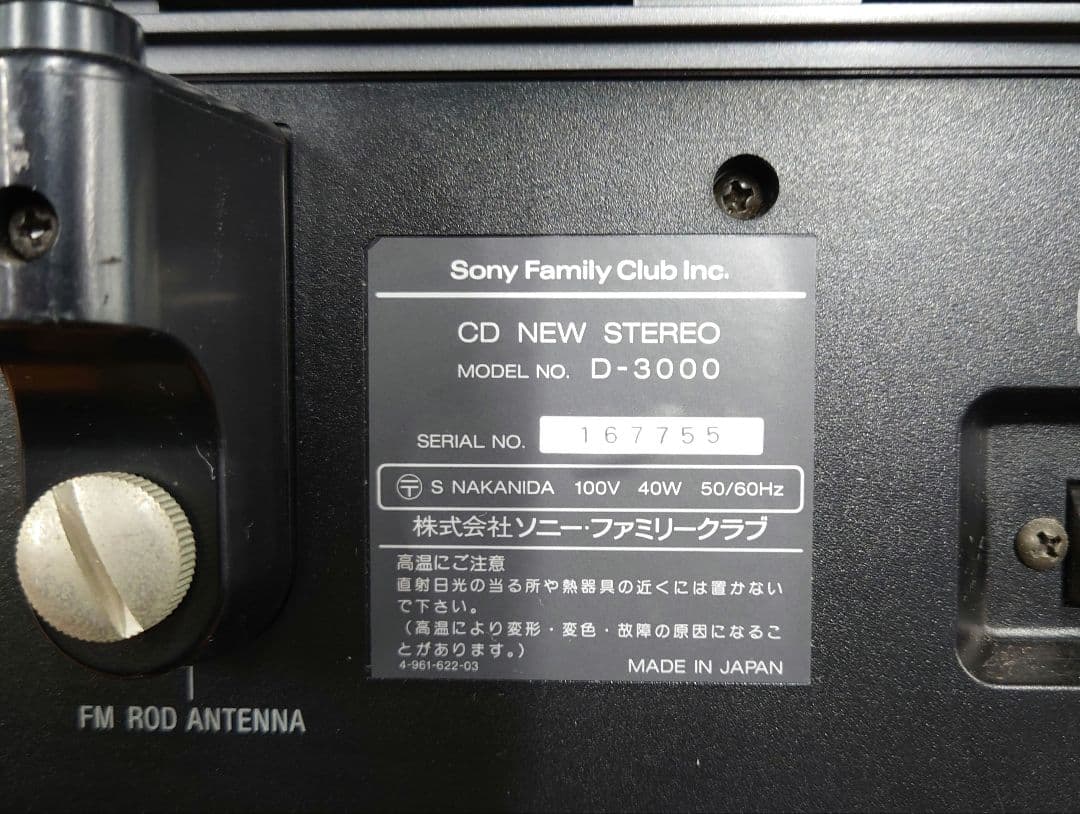 Sony Family Club Inc.
CD NEW STEREO
MODEL NO. D-3000
SERIAL NO. 167755
〶 S NAKANIDA 100V 40W 50/60Hz
株式会社ソニー・ファミリークラブ
高温にご注意
直射日光の当る所や熱器具の近くには置かない
で下さい。
(高温により変形・変色・故障の原因になるこ
とがあります。)
4-961-622-03
MADE IN JAPAN
FM ROD ANTENNA